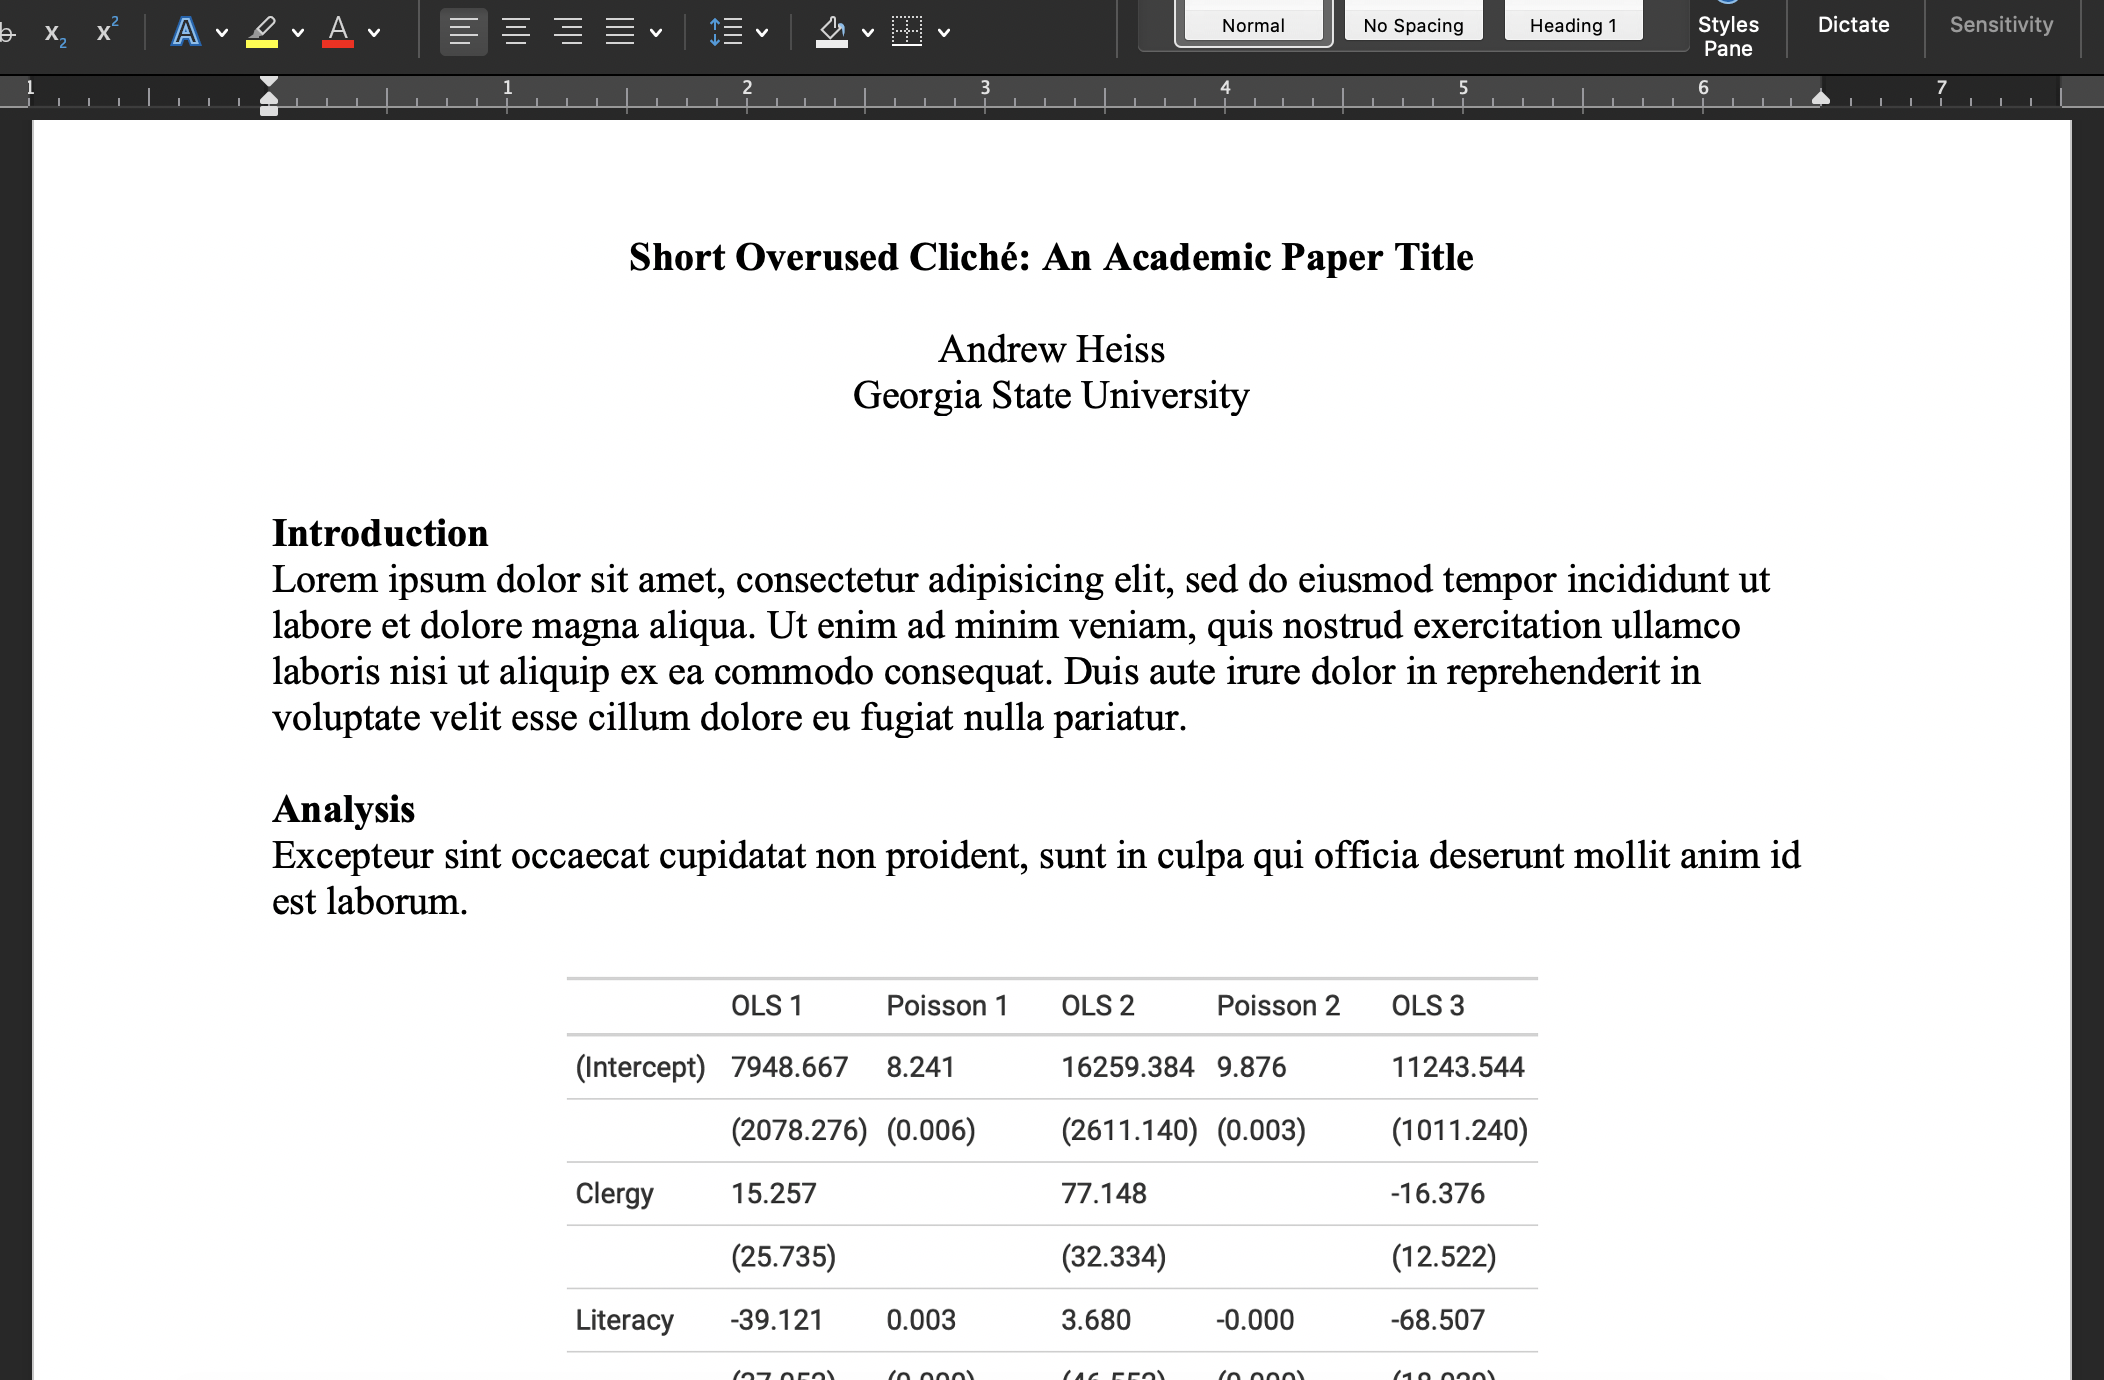 x2 x2 A A
Normal No Spacing Heading 1 Styles Pane Dictate Sensitivity
1 1 2 3 4 5 6 7
Short Overused Cliché: An Academic Paper Title
Andrew Heiss
Georgia State University
Introduction
Lorem ipsum dolor sit amet, consectetur adipisicing elit, sed do eiusmod tempor incididunt ut
labore et dolore magna aliqua. Ut enim ad minim veniam, quis nostrud exercitation ullamco
laboris nisi ut aliquip ex ea commodo consequat. Duis aute irure dolor in reprehenderit in
voluptate velit esse cillum dolore eu fugiat nulla pariatur.
Analysis
Excepteur sint occaecat cupidatat non proident, sunt in culpa qui officia deserunt mollit anim id
est laborum.
OLS 1 Poisson 1 OLS 2 Poisson 2 OLS 3
(Intercept) 7948.667 8.241 16259.384 9.876 11243.544
(2078.276) (0.006) (2611.140) (0.003) (1011.240)
Clergy 15.257 77.148 -16.376
(25.735) (32.334) (12.522)
Literacy -39.121 0.003 3.680 -0.000 -68.507